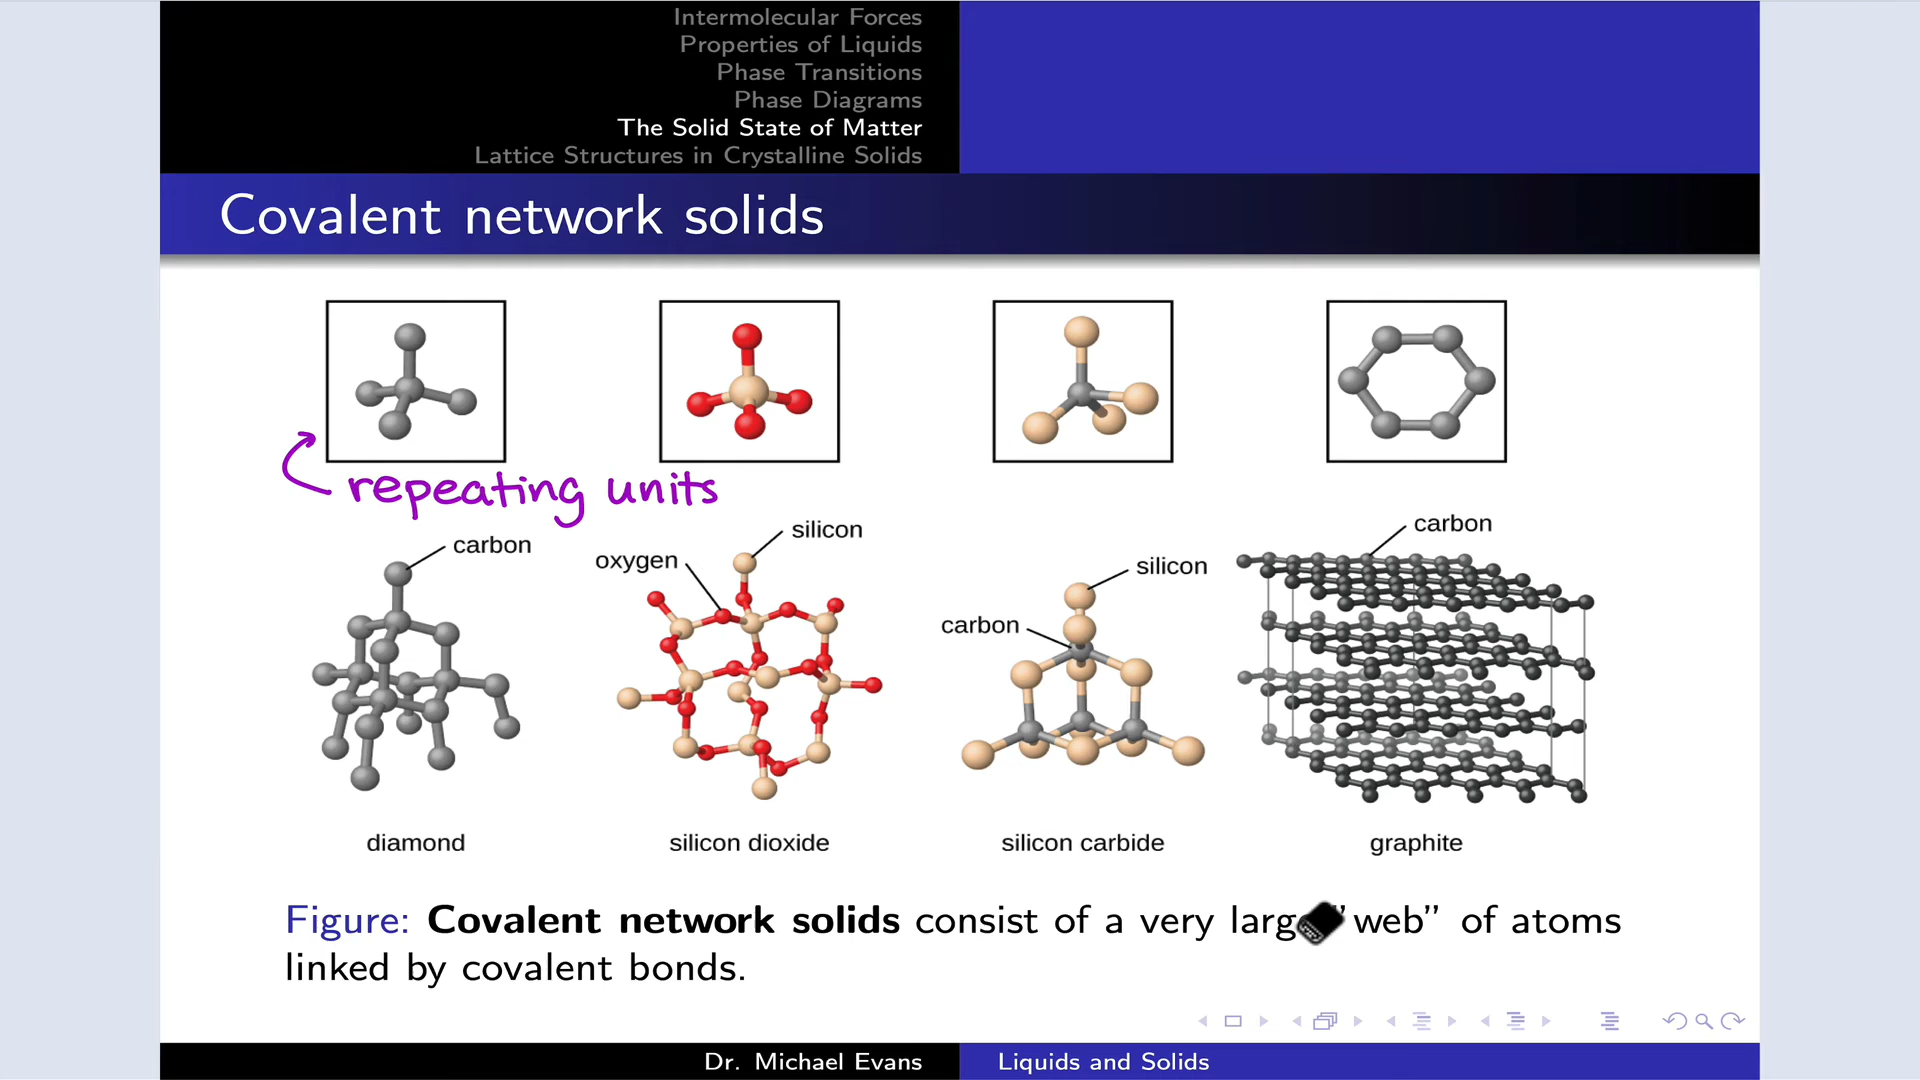 Intermolecular Forces
Properties of Liquids
Phase Transitions
Phase Diagrams
The Solid State of Matter
Lattice Structures in Crystalline Solids
Covalent network solids
repeating units
carbon
oxygen
silicon
carbon
silicon
carbon
diamond
silicon dioxide
silicon carbide
graphite
Figure: Covalent network solids consist of a very large "web" of atoms
linked by covalent bonds.
Dr. Michael Evans
Liquids and Solids